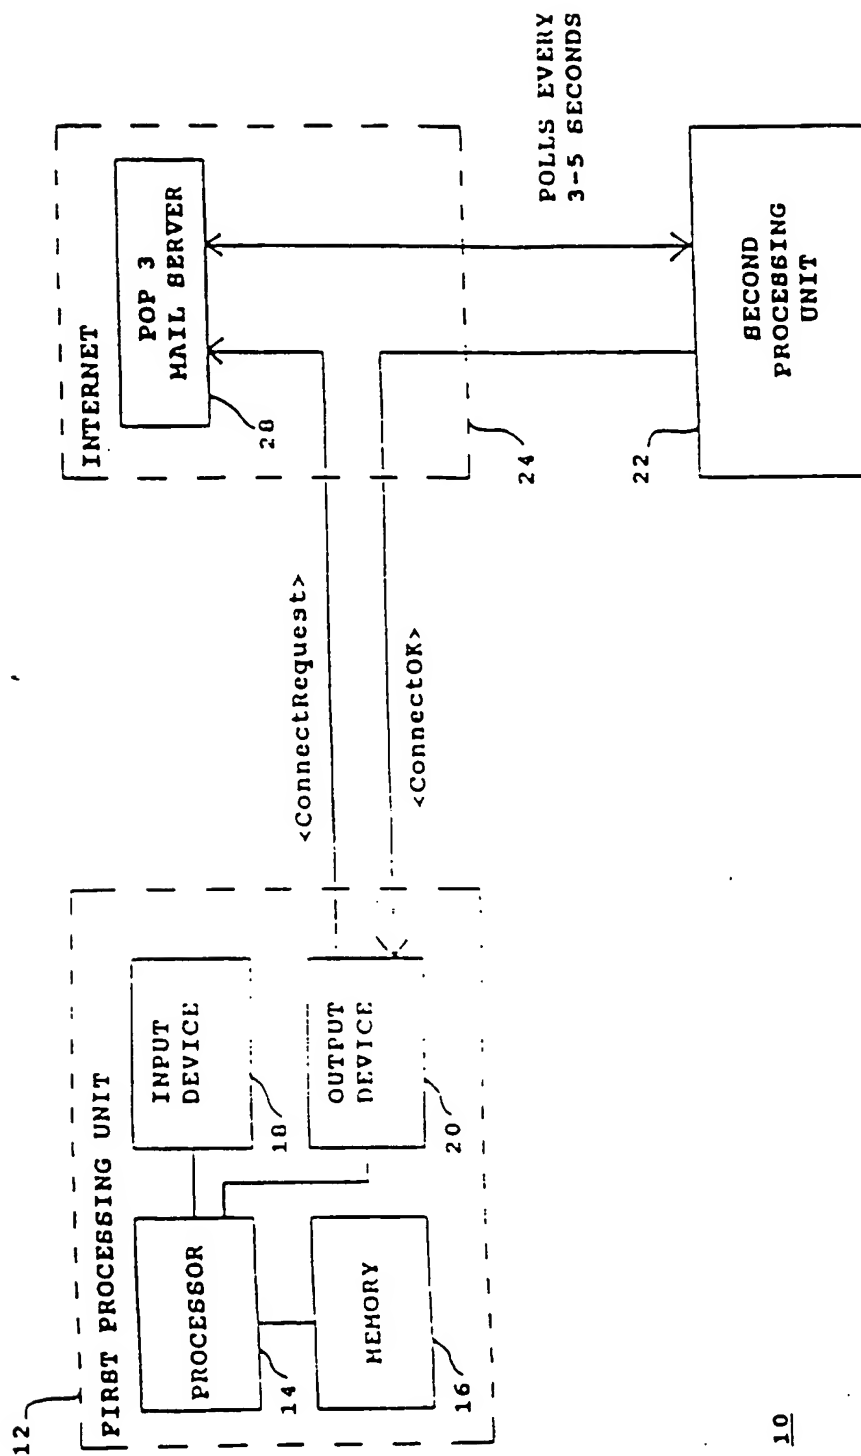 12
FIRST PROCESSING UNIT
PROCESSOR
14
MEMORY
16
INPUT
DEVICE
18
OUTPUT
DEVICE
20
<ConnectRequest>
<ConnectOK>
INTERNET
POP 3
MAIL SERVER
28
24
POLLS EVERY
3-5 SECONDS
SECOND
PROCESSING
UNIT
22
10